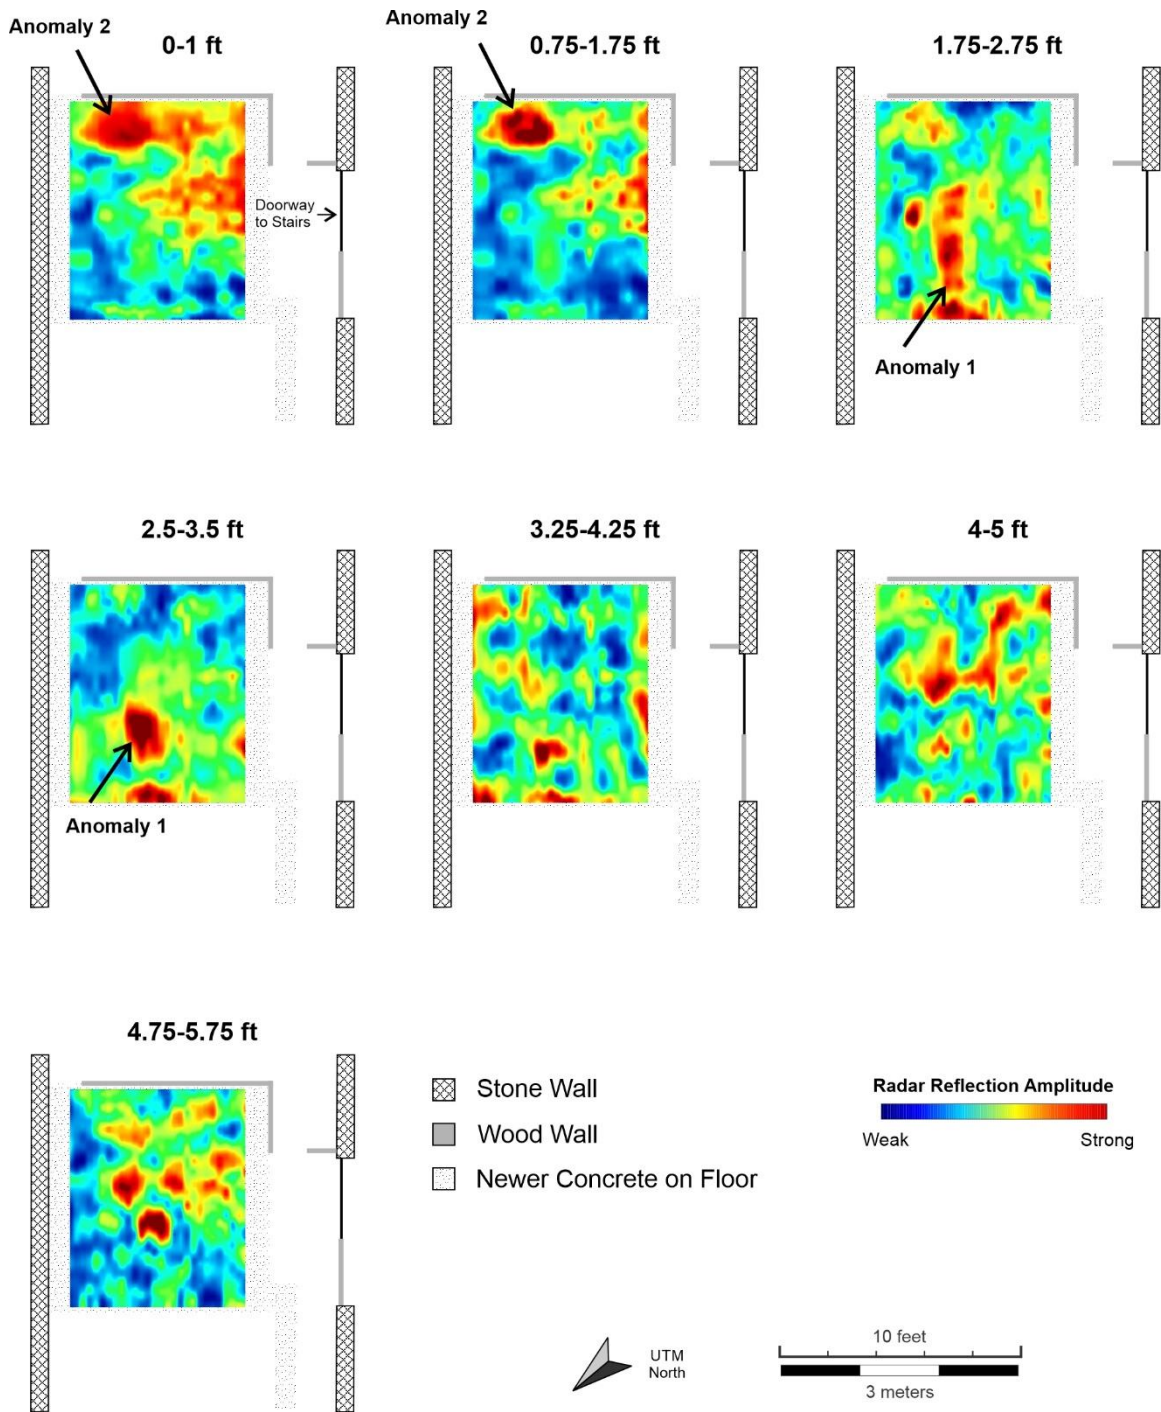 Anomaly 2
0-1 ft
Doorway
to Stairs
Anomaly 2
0.75-1.75 ft
1.75-2.75 ft
Anomaly 1
2.5-3.5 ft
Anomaly 1
3.25-4.25 ft
4-5 ft
4.75-5.75 ft
Stone Wall
Wood Wall
Newer Concrete on Floor
Radar Reflection Amplitude
Weak
Strong
UTM
North
10 feet
3 meters